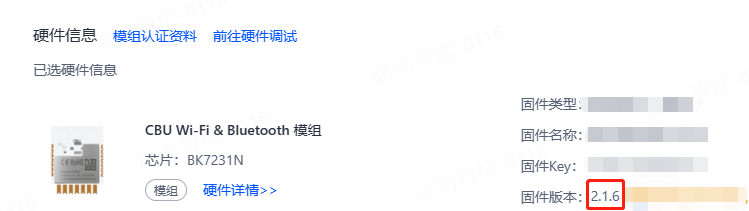 硬件信息 模组认证资料 前往硬件调试
已选硬件信息
固件类型：
CBU Wi-Fi & Bluetooth 模组
固件名称：
芯片：BK7231N
固件Key：
模组 硬件详情>>
固件版本：2.1.6